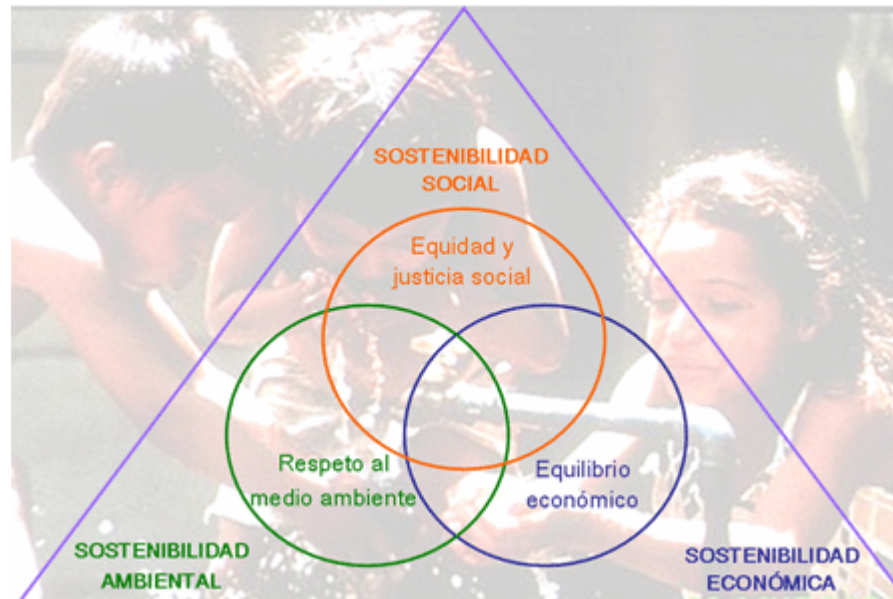 SOSTENIBILIDAD
SOCIAL
Equidad y
justicia social
Respeto al
medio ambiente
Equilibrio
económico
SOSTENIBILIDAD
AMBIENTAL
SOSTENIBILIDAD
ECONÓMICA